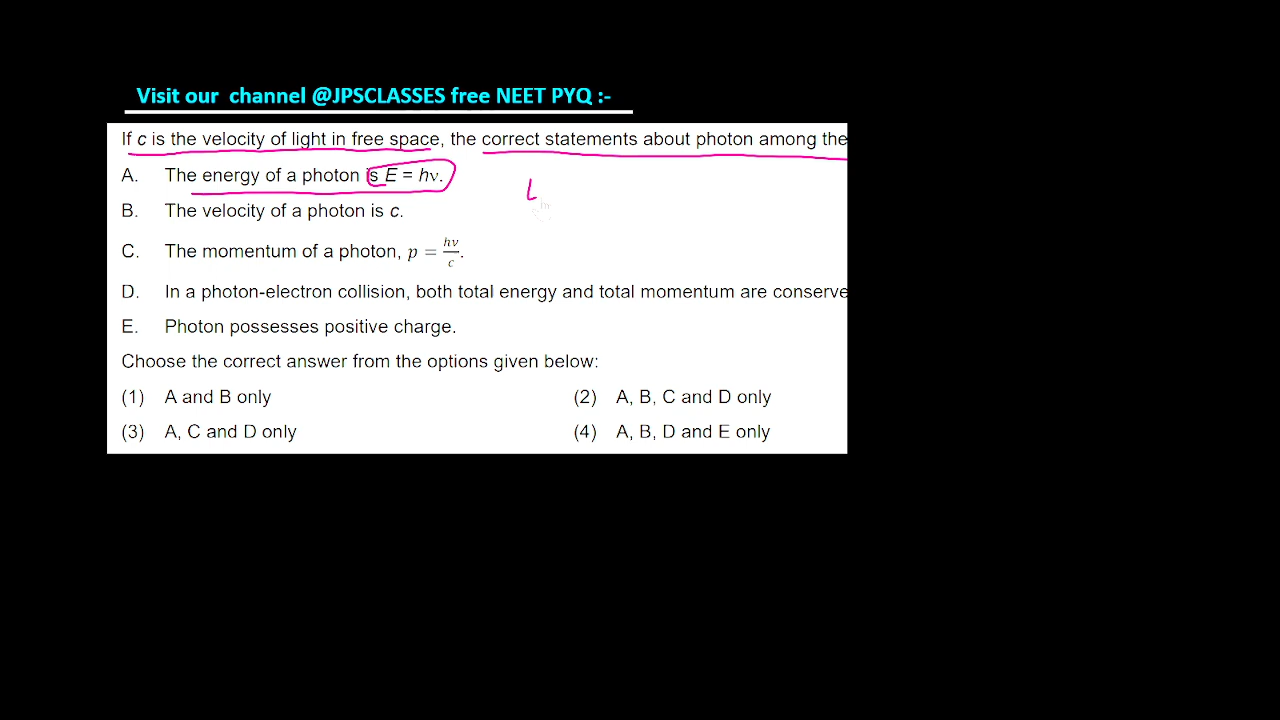 Visit our channel @JPSCLASSES free NEET PYQ :-
If c is the velocity of light in free space, the correct statements about photon among the
A. The energy of a photon is E = hν.
B. The velocity of a photon is c.
C. The momentum of a photon, p = hν/c.
D. In a photon-electron collision, both total energy and total momentum are conserve
E. Photon possesses positive charge.
Choose the correct answer from the options given below:
(1) A and B only (2) A, B, C and D only
(3) A, C and D only (4) A, B, D and E only